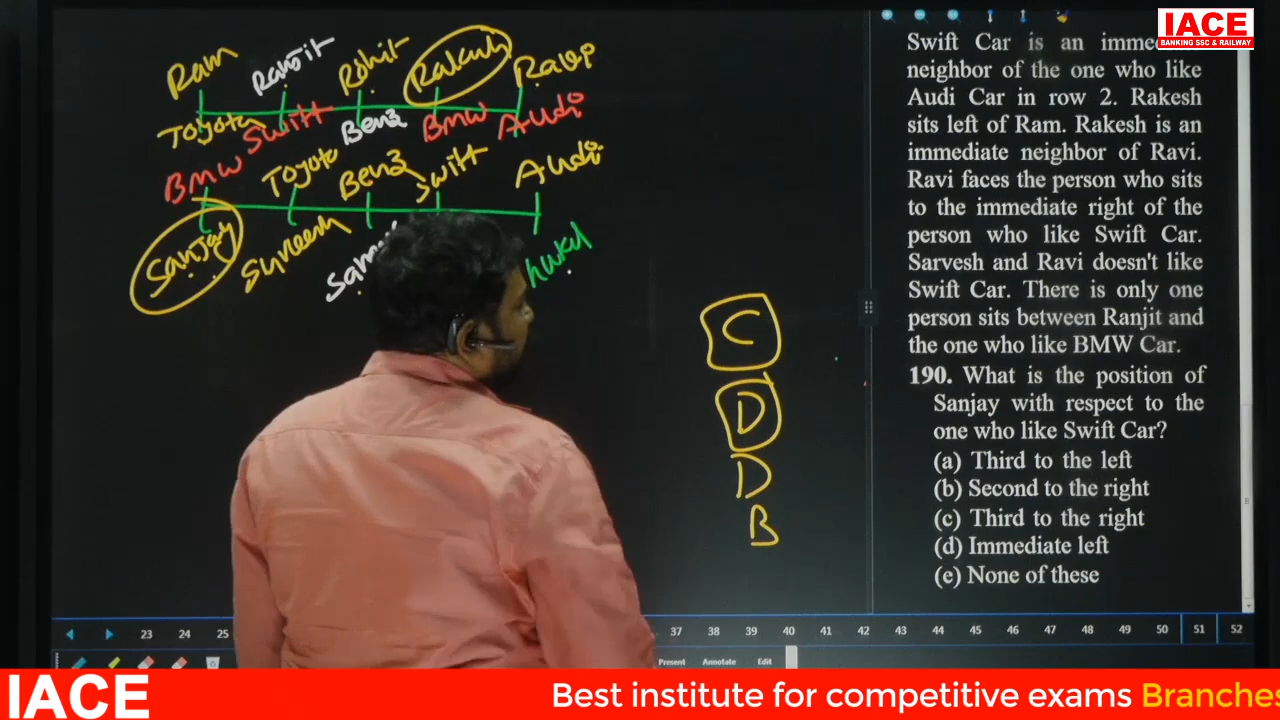 IACE
BANKING SSC & RAILWAY
Swift Car is an
neighbor of the one who like
Audi Car in row 2. Rakesh
sits left of Ram. Rakesh is an
immediate neighbor of Ravi.
Ravi faces the person who sits
to the immediate right of the
person who like Swift Car.
Sarvesh and Ravi doesn't like
Swift Car. There is only one
person sits between Ranjit and
the one who like BMW Car.
190. What is the position of
Sanjay with respect to the
one who like Swift Car?
(a) Third to the left
(b) Second to the right
(c) Third to the right
(d) Immediate left
(e) None of these
Ram Ranjit Rohit Rakesh Ravi
Toyota Swift Benz BMW Audi
BMW Toyota Benz Swift Audi
Sanjay
C
D
D
B
23 24 25 37 38 39 40 41 42 43 44 45 46 47 48 49 50 51 52
Present Annotate Edit
IACE Best institute for competitive exams Branches